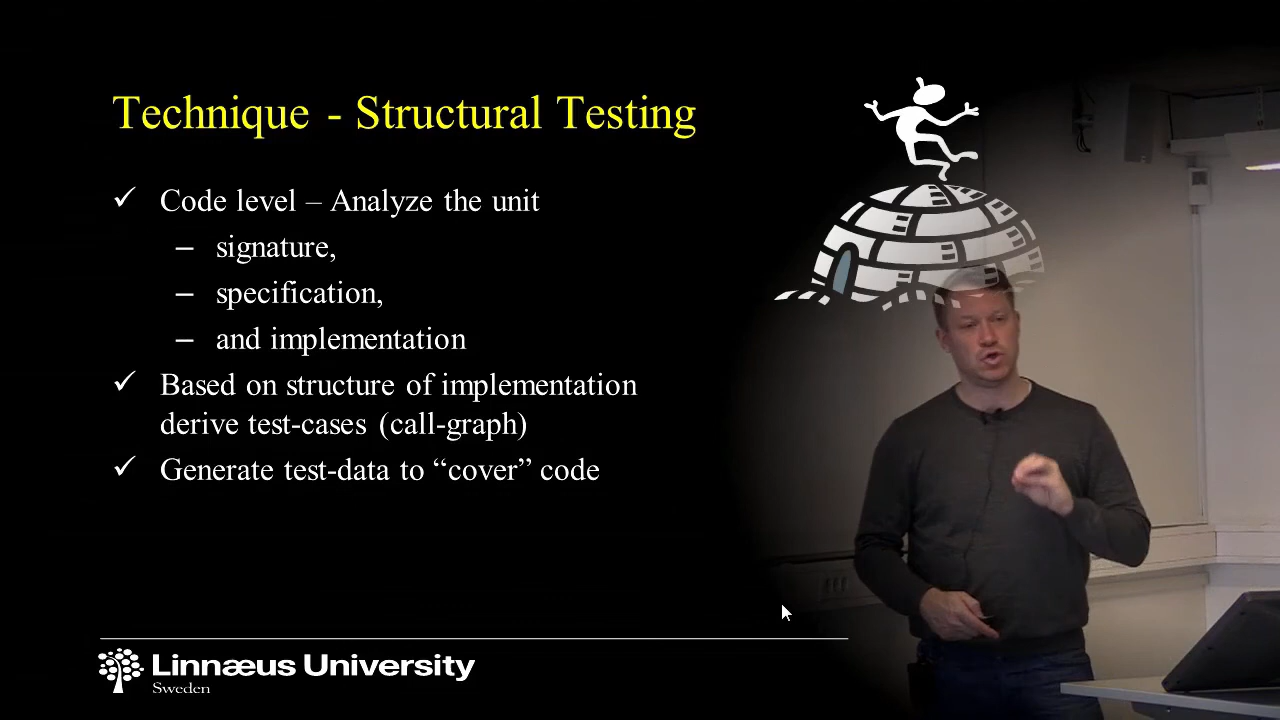 Technique - Structural Testing
✓ Code level – Analyze the unit
– signature,
– specification,
– and implementation
✓ Based on structure of implementation
derive test-cases (call-graph)
✓ Generate test-data to “cover” code
Linnæus University
Sweden